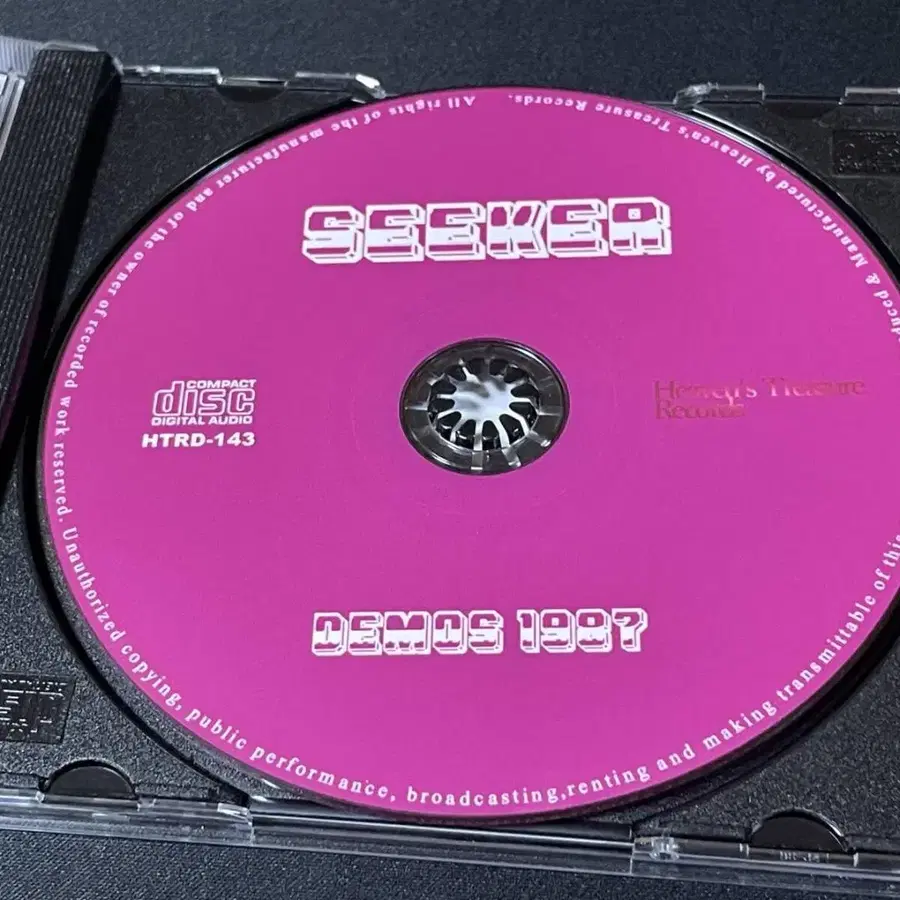 SEEKER
COMPACT
disc
DIGITAL AUDIO
HTRD-143
Heaven's Treasure
Records
DEMOS 1987
Manufactured by Heaven's Treasure Records. All rights of the manufacturer and of the owner of recorded work reserved. Unauthorized copying, public performance, broadcasting,renting and making transmittable of this